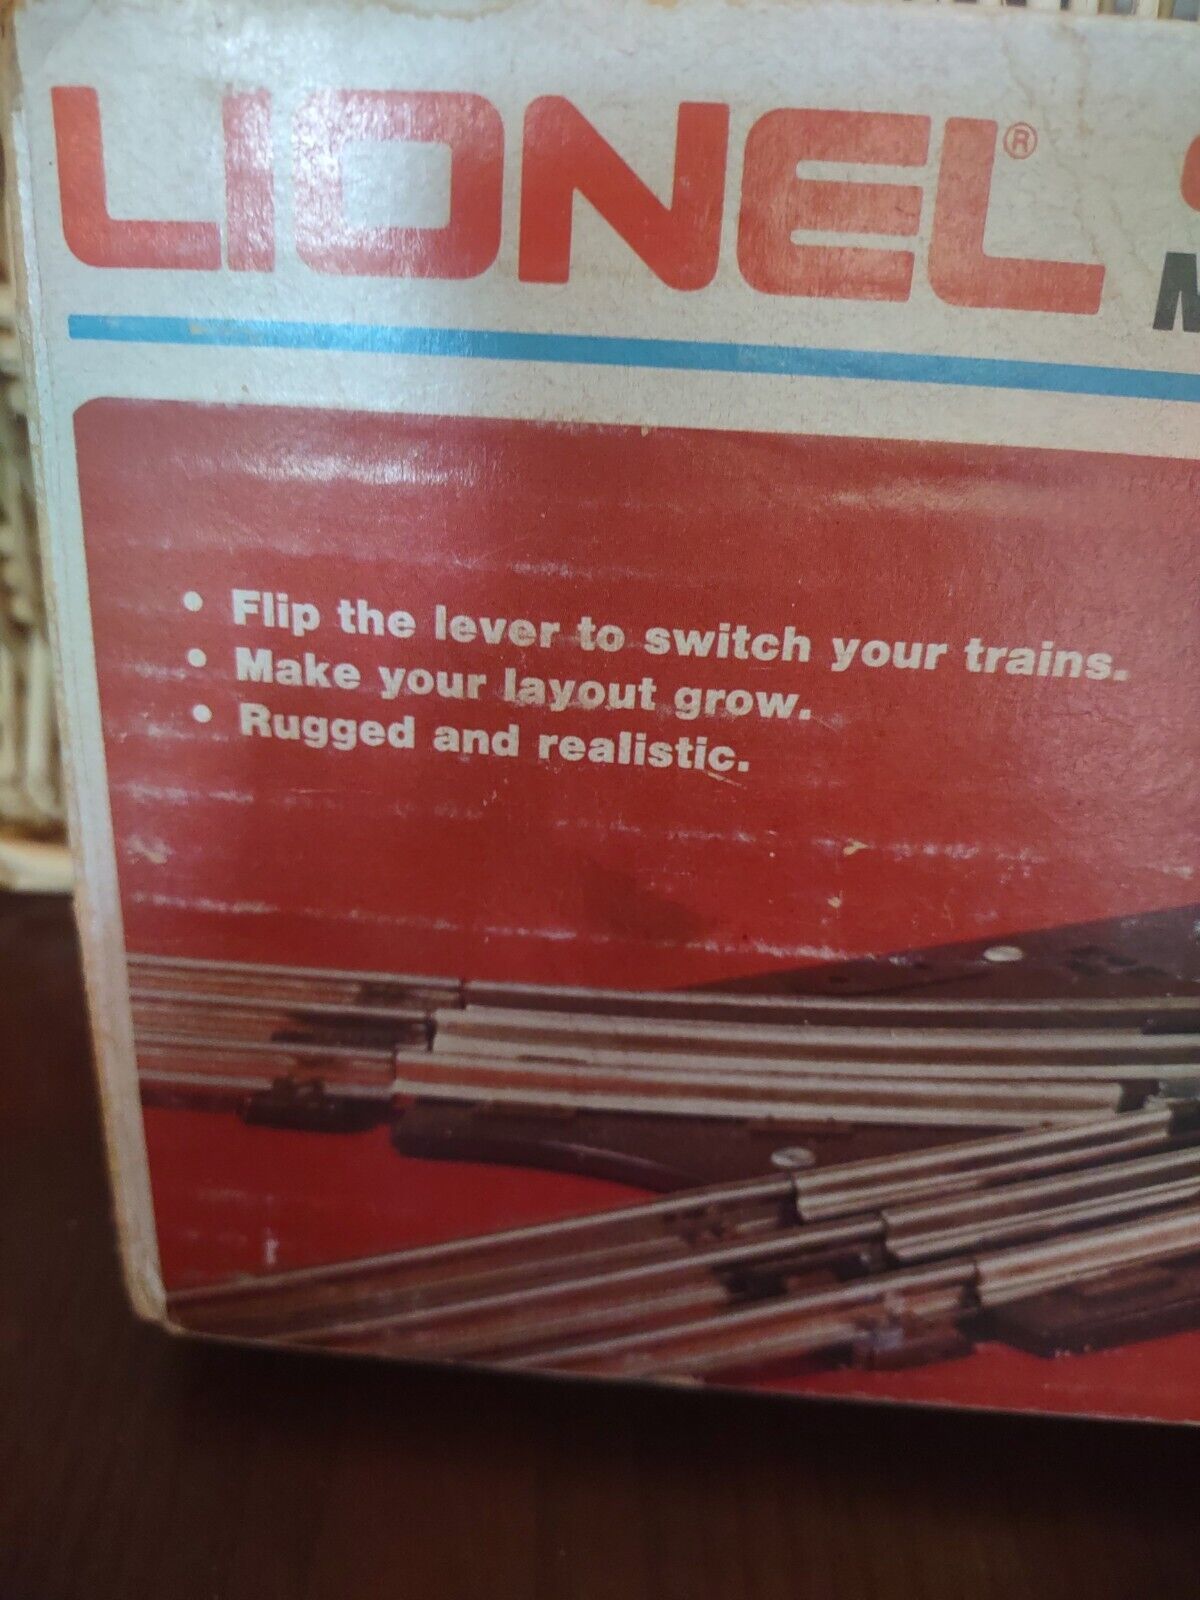 LIONEL®
• Flip the lever to switch your trains.
• Make your layout grow.
• Rugged and realistic.